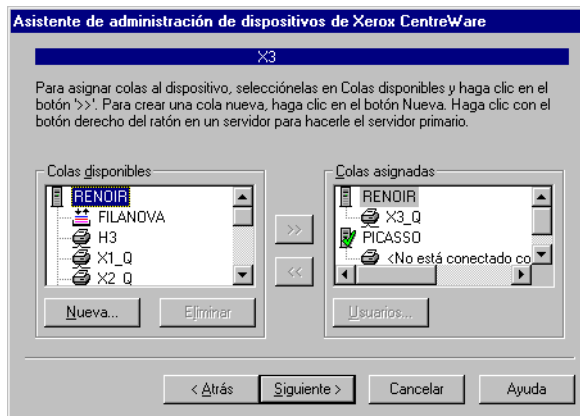 Asistente de administración de dispositivos de Xerox CentreWare
X3
Para asignar colas al dispositivo, selecciónelas en Colas disponibles y haga clic en el
botón '>>'. Para crear una cola nueva, haga clic en el botón Nueva. Haga clic con el
botón derecho del ratón en un servidor para hacerle el servidor primario.
Colas disponibles
RENOIR
FILANOVA
H3
X1_Q
X2_Q
Nueva...
Eliminar
>>
<<
Colas asignadas
RENOIR
X3_Q
PICASSO
<No está conectado co
Usuarios...
< Atrás
Siguiente >
Cancelar
Ayuda